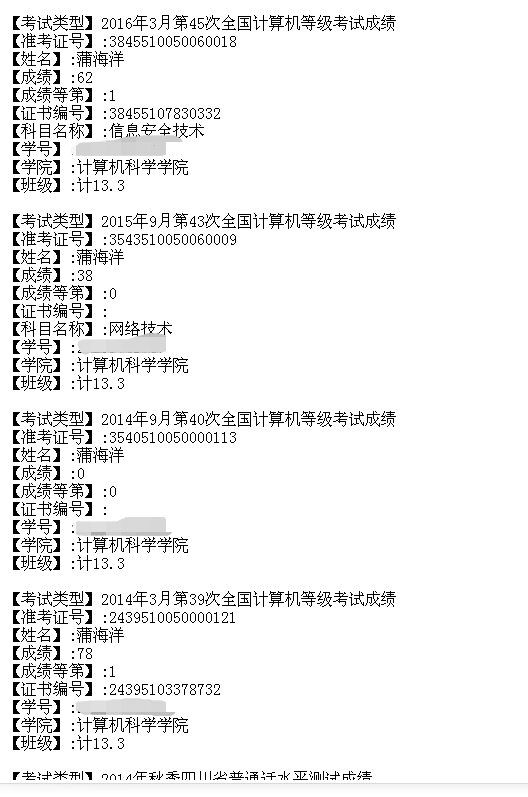 【考试类型】2016年3月第45次全国计算机等级考试成绩
【准考证号】:3845510050060018
【姓名】:蒲海洋
【成绩】:62
【成绩等第】:1
【证书编号】:38455107830332
【科目名称】:信息安全技术
【学号】
【学院】:计算机科学学院
【班级】:计13.3
【考试类型】2015年9月第43次全国计算机等级考试成绩
【准考证号】:3543510050060009
【姓名】:蒲海洋
【成绩】:38
【成绩等第】:0
【证书编号】:
【科目名称】:网络技术
【学号】:
【学院】:计算机科学学院
【班级】:计13.3
【考试类型】2014年9月第40次全国计算机等级考试成绩
【准考证号】:3540510050000113
【姓名】:蒲海洋
【成绩】:0
【成绩等第】:0
【证书编号】:
【学号】:
【学院】:计算机科学学院
【班级】:计13.3
【考试类型】2014年3月第39次全国计算机等级考试成绩
【准考证号】:2439510050000121
【姓名】:蒲海洋
【成绩】:78
【成绩等第】:1
【证书编号】:24395103378732
【学号】:
【学院】:计算机科学学院
【班级】:计13.3
【考试类型】2014年秋季四川省普通话水平测试成绩